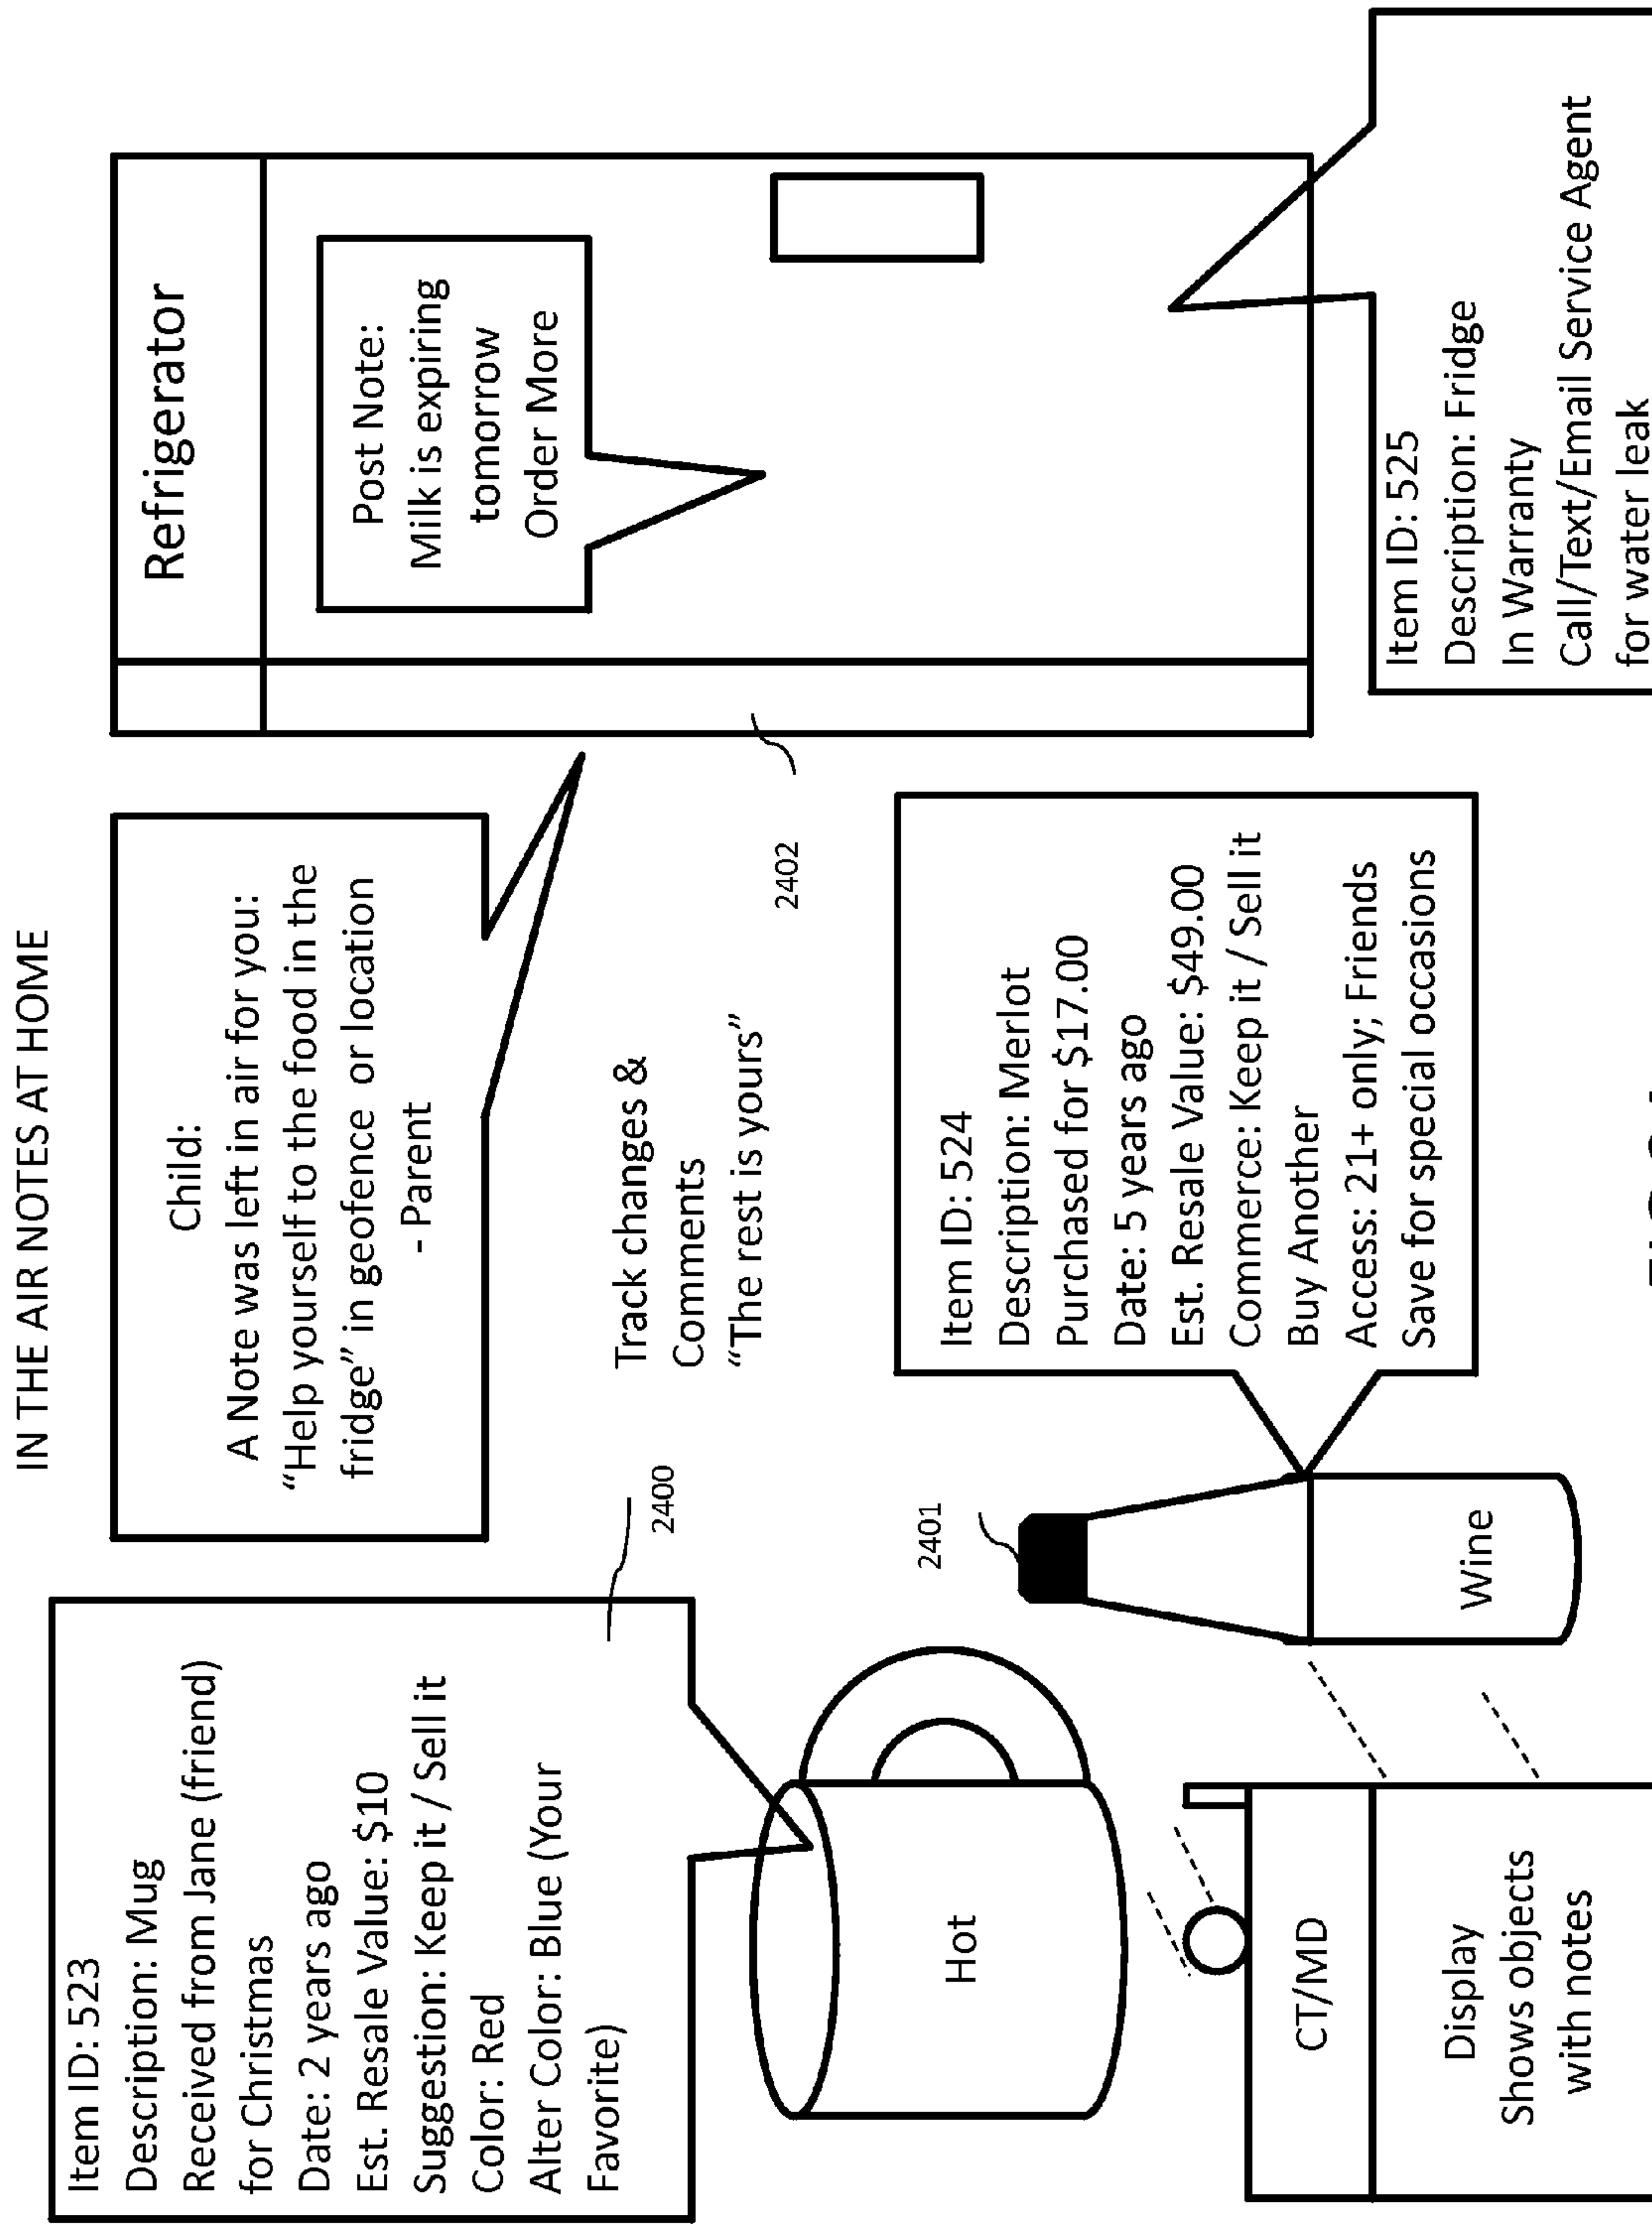 IN THE AIR NOTES AT HOME
Item ID: 523
Description: Mug
Received from Jane (friend)
for Christmas
Date: 2 years ago
Est. Resale Value: $10
Suggestion: Keep it / Sell it
Color: Red
Alter Color: Blue (Your
Favorite)
2400
Hot
CT/MD
Display
Shows objects
with notes
Child:
A Note was left in air for you:
“Help yourself to the food in the
fridge” in geofence or location
- Parent
Track changes &
Comments
“The rest is yours”
2401
Wine
Item ID: 524
Description: Merlot
Purchased for $17.00
Date: 5 years ago
Est. Resale Value: $49.00
Commerce: Keep it / Sell it
Buy Another
Access: 21+ only; Friends
Save for special occasions
2402
Refrigerator
Post Note:
Milk is expiring
tomorrow
Order More
Item ID: 525
Description: Fridge
In Warranty
Call/Text/Email Service Agent
for water leak